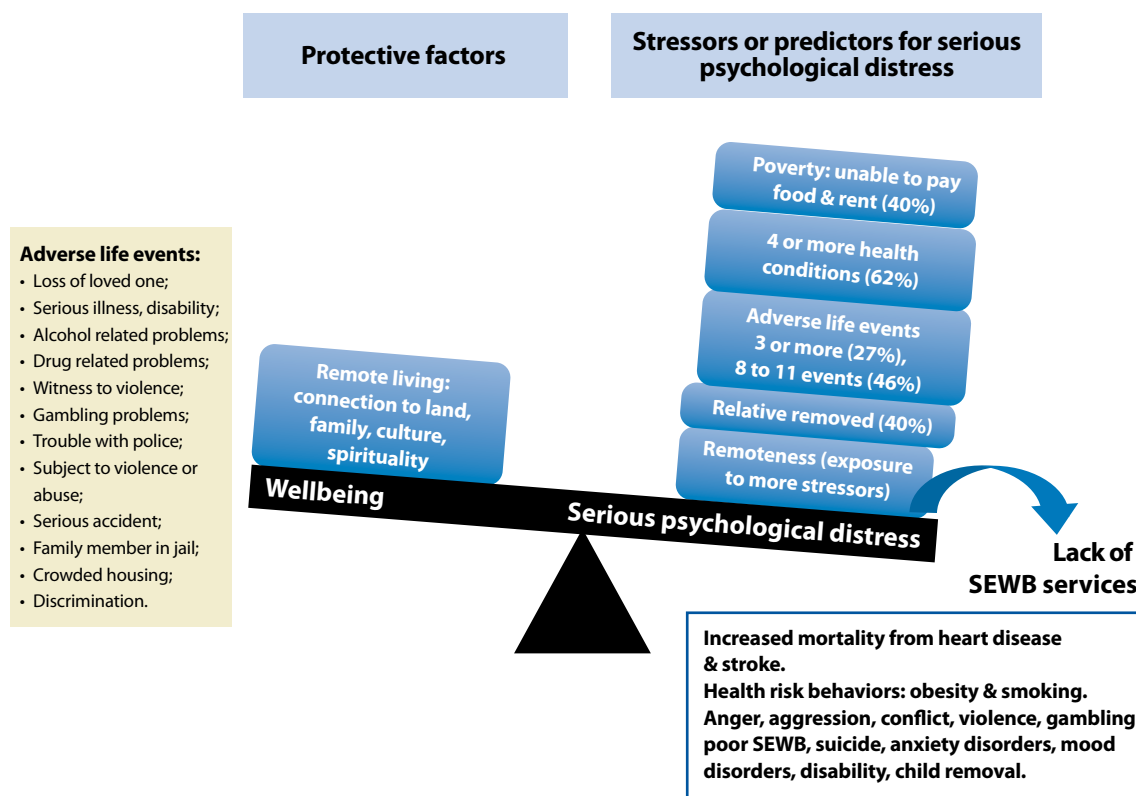 Protective factors
Stressors or predictors for serious
psychological distress
Adverse life events:
• Loss of loved one;
• Serious illness, disability;
• Alcohol related problems;
• Drug related problems;
• Witness to violence;
• Gambling problems;
• Trouble with police;
• Subject to violence or
abuse;
• Serious accident;
• Family member in jail;
• Crowded housing;
• Discrimination.
Remote living:
connection to land,
family, culture,
spirituality
Poverty: unable to pay
food & rent (40%)
4 or more health
conditions (62%)
Adverse life events
3 or more (27%),
8 to 11 events (46%)
Relative removed (40%)
Remoteness (exposure
to more stressors)
Wellbeing
Serious psychological distress
Lack of
SEWB services
Increased mortality from heart disease
& stroke.
Health risk behaviors: obesity & smoking.
Anger, aggression, conflict, violence, gambling
poor SEWB, suicide, anxiety disorders, mood
disorders, disability, child removal.